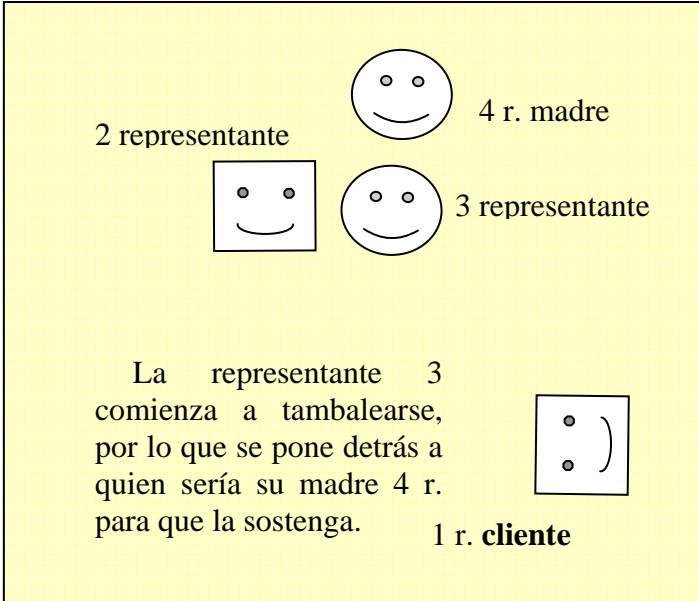 4 r. madre
2 representante
3 representante
La representante 3
comienza a tambalearse,
por lo que se pone detrás a
quien sería su madre 4 r.
para que la sostenga.
1 r. cliente